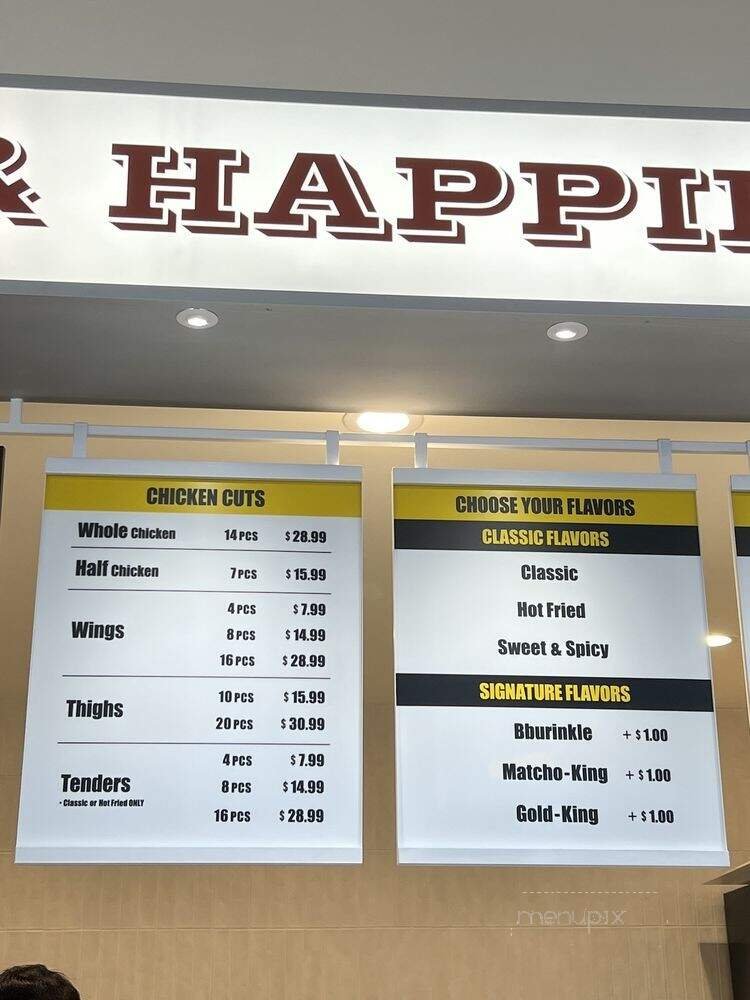 & HAPPI
CHICKEN CUTS
Whole Chicken 14 PCS $28.99
Half Chicken 7 PCS $15.99
Wings
4 PCS $7.99
8 PCS $14.99
16 PCS $28.99
Thighs
10 PCS $15.99
20 PCS $30.99
Tenders
• Classic or Hot Fried ONLY
4 PCS $7.99
8 PCS $14.99
16 PCS $28.99
CHOOSE YOUR FLAVORS
CLASSIC FLAVORS
Classic
Hot Fried
Sweet & Spicy
SIGNATURE FLAVORS
Bburinkle + $1.00
Matcho-King + $1.00
Gold-King + $1.00
menupix